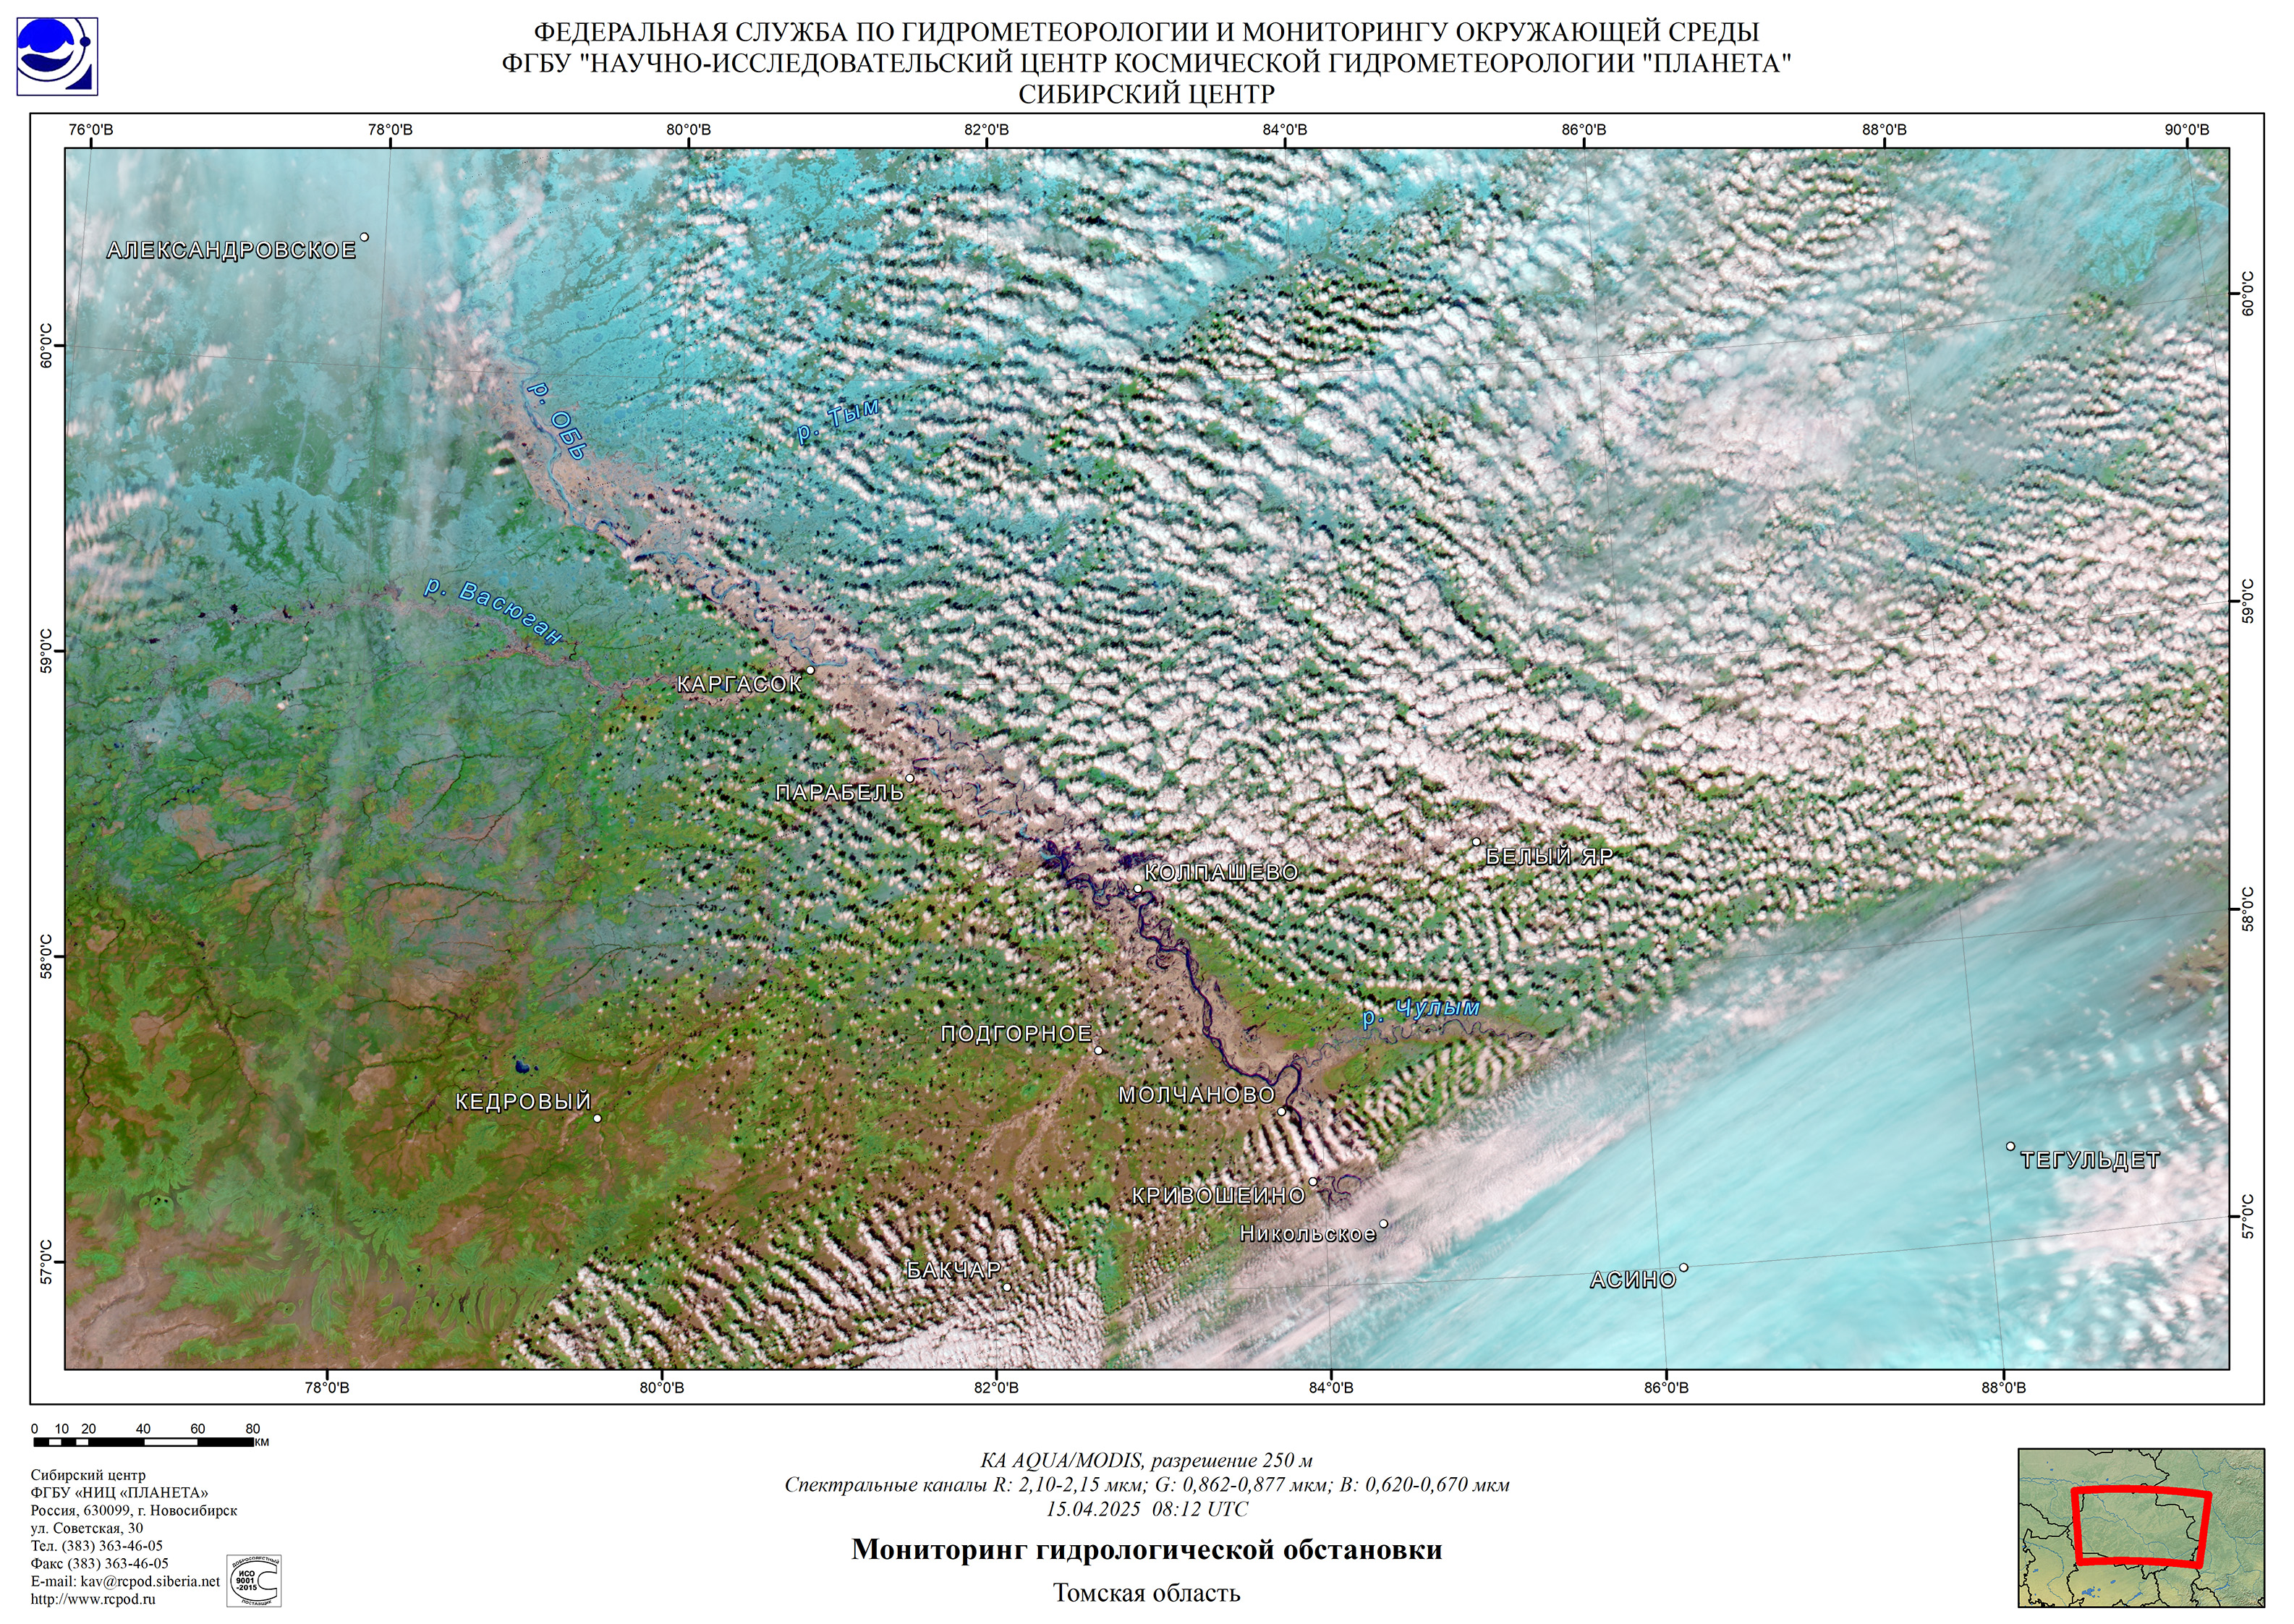 ФЕДЕРАЛЬНАЯ СЛУЖБА ПО ГИДРОМЕТЕОРОЛОГИИ И МОНИТОРИНГУ ОКРУЖАЮЩЕЙ СРЕДЫ
ФГБУ "НАУЧНО-ИССЛЕДОВАТЕЛЬСКИЙ ЦЕНТР КОСМИЧЕСКОЙ ГИДРОМЕТЕОРОЛОГИИ "ПЛАНЕТА"
СИБИРСКИЙ ЦЕНТР
76°0'В 78°0'В 80°0'В 82°0'В 84°0'В 86°0'В 88°0'В 90°0'В
АЛЕКСАНДРОВСКОЕ
60°0'С
60°0'С
р. ОБЬ
р. Тым
р. Васюган
59°0'С
59°0'С
КАРГАСОК
ПАРАБЕЛЬ
БЕЛЫЙ ЯР
КОЛПАШЕВО
58°0'С
58°0'С
р. Чулым
ПОДГОРНОЕ
МОЛЧАНОВО
КЕДРОВЫЙ
ТЕГУЛЬДЕТ
КРИВОШЕИНО
Никольское
57°0'С
57°0'С
БАКЧАР
АСИНО
78°0'В 80°0'В 82°0'В 84°0'В 86°0'В 88°0'В
0 10 20 40 60 80
км
КА AQUA/MODIS, разрешение 250 м
Спектральные каналы R: 2,10-2,15 мкм; G: 0,862-0,877 мкм; B: 0,620-0,670 мкм
15.04.2025 08:12 UTC
Мониторинг гидрологической обстановки
Томская область
Сибирский центр
ФГБУ «НИЦ «ПЛАНЕТА»
Россия, 630099, г. Новосибирск
ул. Советская, 30
Тел. (383) 363-46-05
Факс (383) 363-46-05
E-mail: kav@rcpod.siberia.net
http://www.rcpod.ru
ДОБРОСОВЕСТНЫЙ
ИСО
9001
-2015
ПОСТАВЩИК